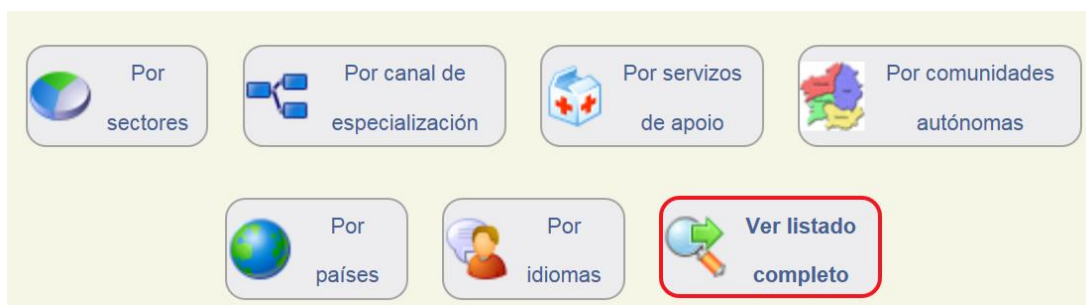 Por
sectores
Por canal de
especialización
Por servizos
de apoio
Por comunidades
autónomas
Por
países
Por
idiomas
Ver listado
completo